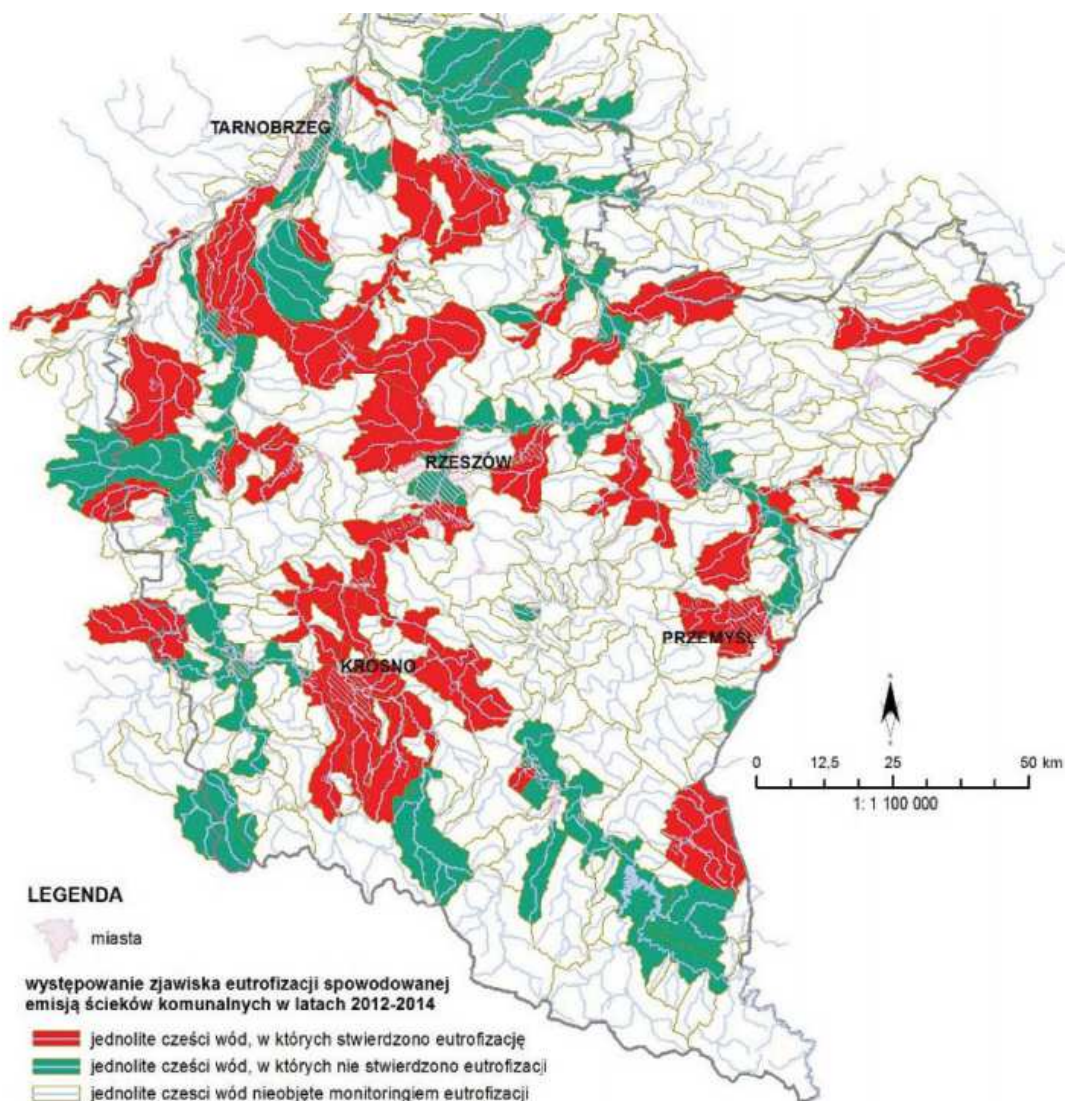 TARNOBRZEG
RZESZÓW
PRZEMYŚL
KROSNO
0 12,5 25 50 km
1: 1 100 000
LEGENDA
miasta
występowanie zjawiska eutrofizacji spowodowanej
emisją ścieków komunalnych w latach 2012-2014
jednolite cześci wód, w których stwierdzono eutrofizację
jednolite cześci wód, w których nie stwierdzono eutrofizacji
jednolite czesci wód nieobjęte monitoringiem eutrofizacji